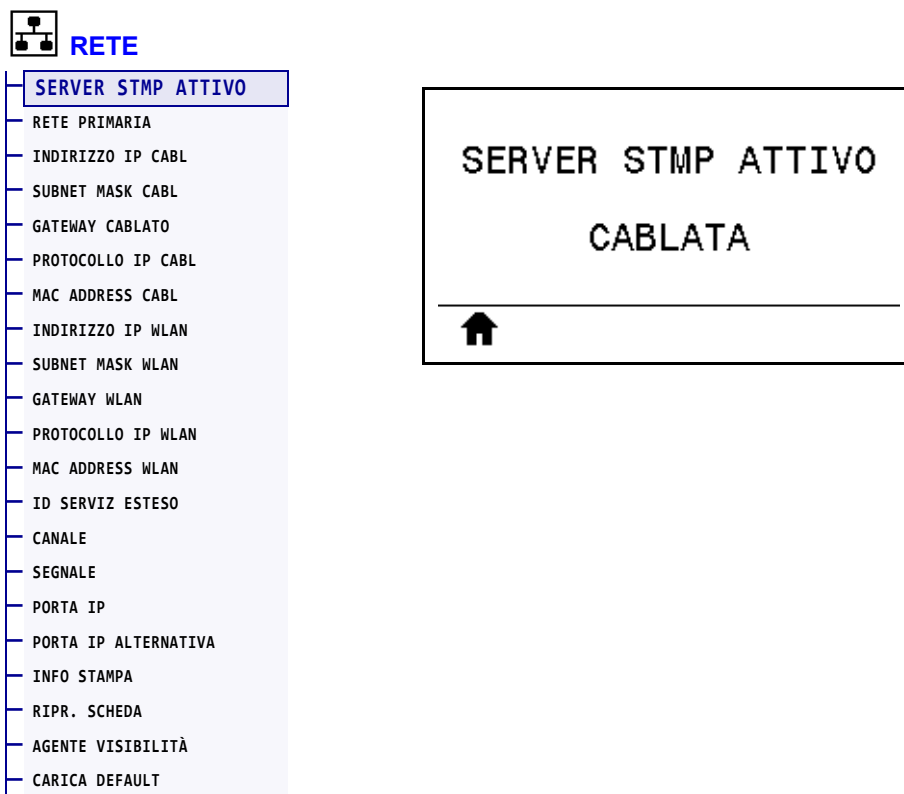 RETE
SERVER STMP ATTIVO
RETE PRIMARIA
INDIRIZZO IP CABL
SUBNET MASK CABL
GATEWAY CABLATO
PROTOCOLLO IP CABL
MAC ADDRESS CABL
INDIRIZZO IP WLAN
SUBNET MASK WLAN
GATEWAY WLAN
PROTOCOLLO IP WLAN
MAC ADDRESS WLAN
ID SERVIZ ESTESO
CANALE
SEGNALE
PORTA IP
PORTA IP ALTERNATIVA
INFO STAMPA
RIPR. SCHEDA
AGENTE VISIBILITÀ
CARICA DEFAULT
SERVER STMP ATTIVO
CABLATA